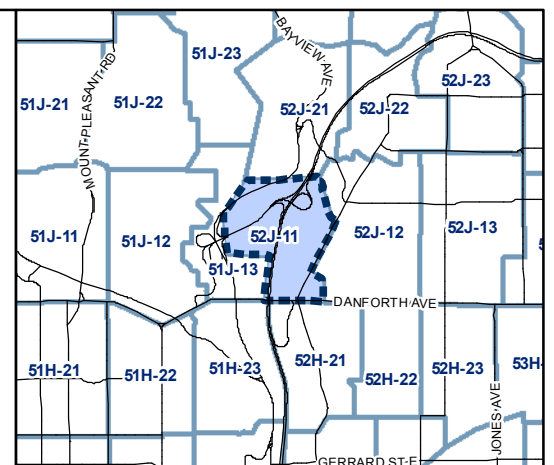 BAYVIEW AVE
51J-23
52J-23
MOUNT PLEASANT RD
51J-21
51J-22
52J-21
52J-22
51J-11
51J-12
52J-11
52J-12
52J-13
51J-13
DANFORTH AVE
51H-21
51H-22
51H-23
52H-21
52H-22
52H-23
53H-
JONES AVE
GERRARD ST E